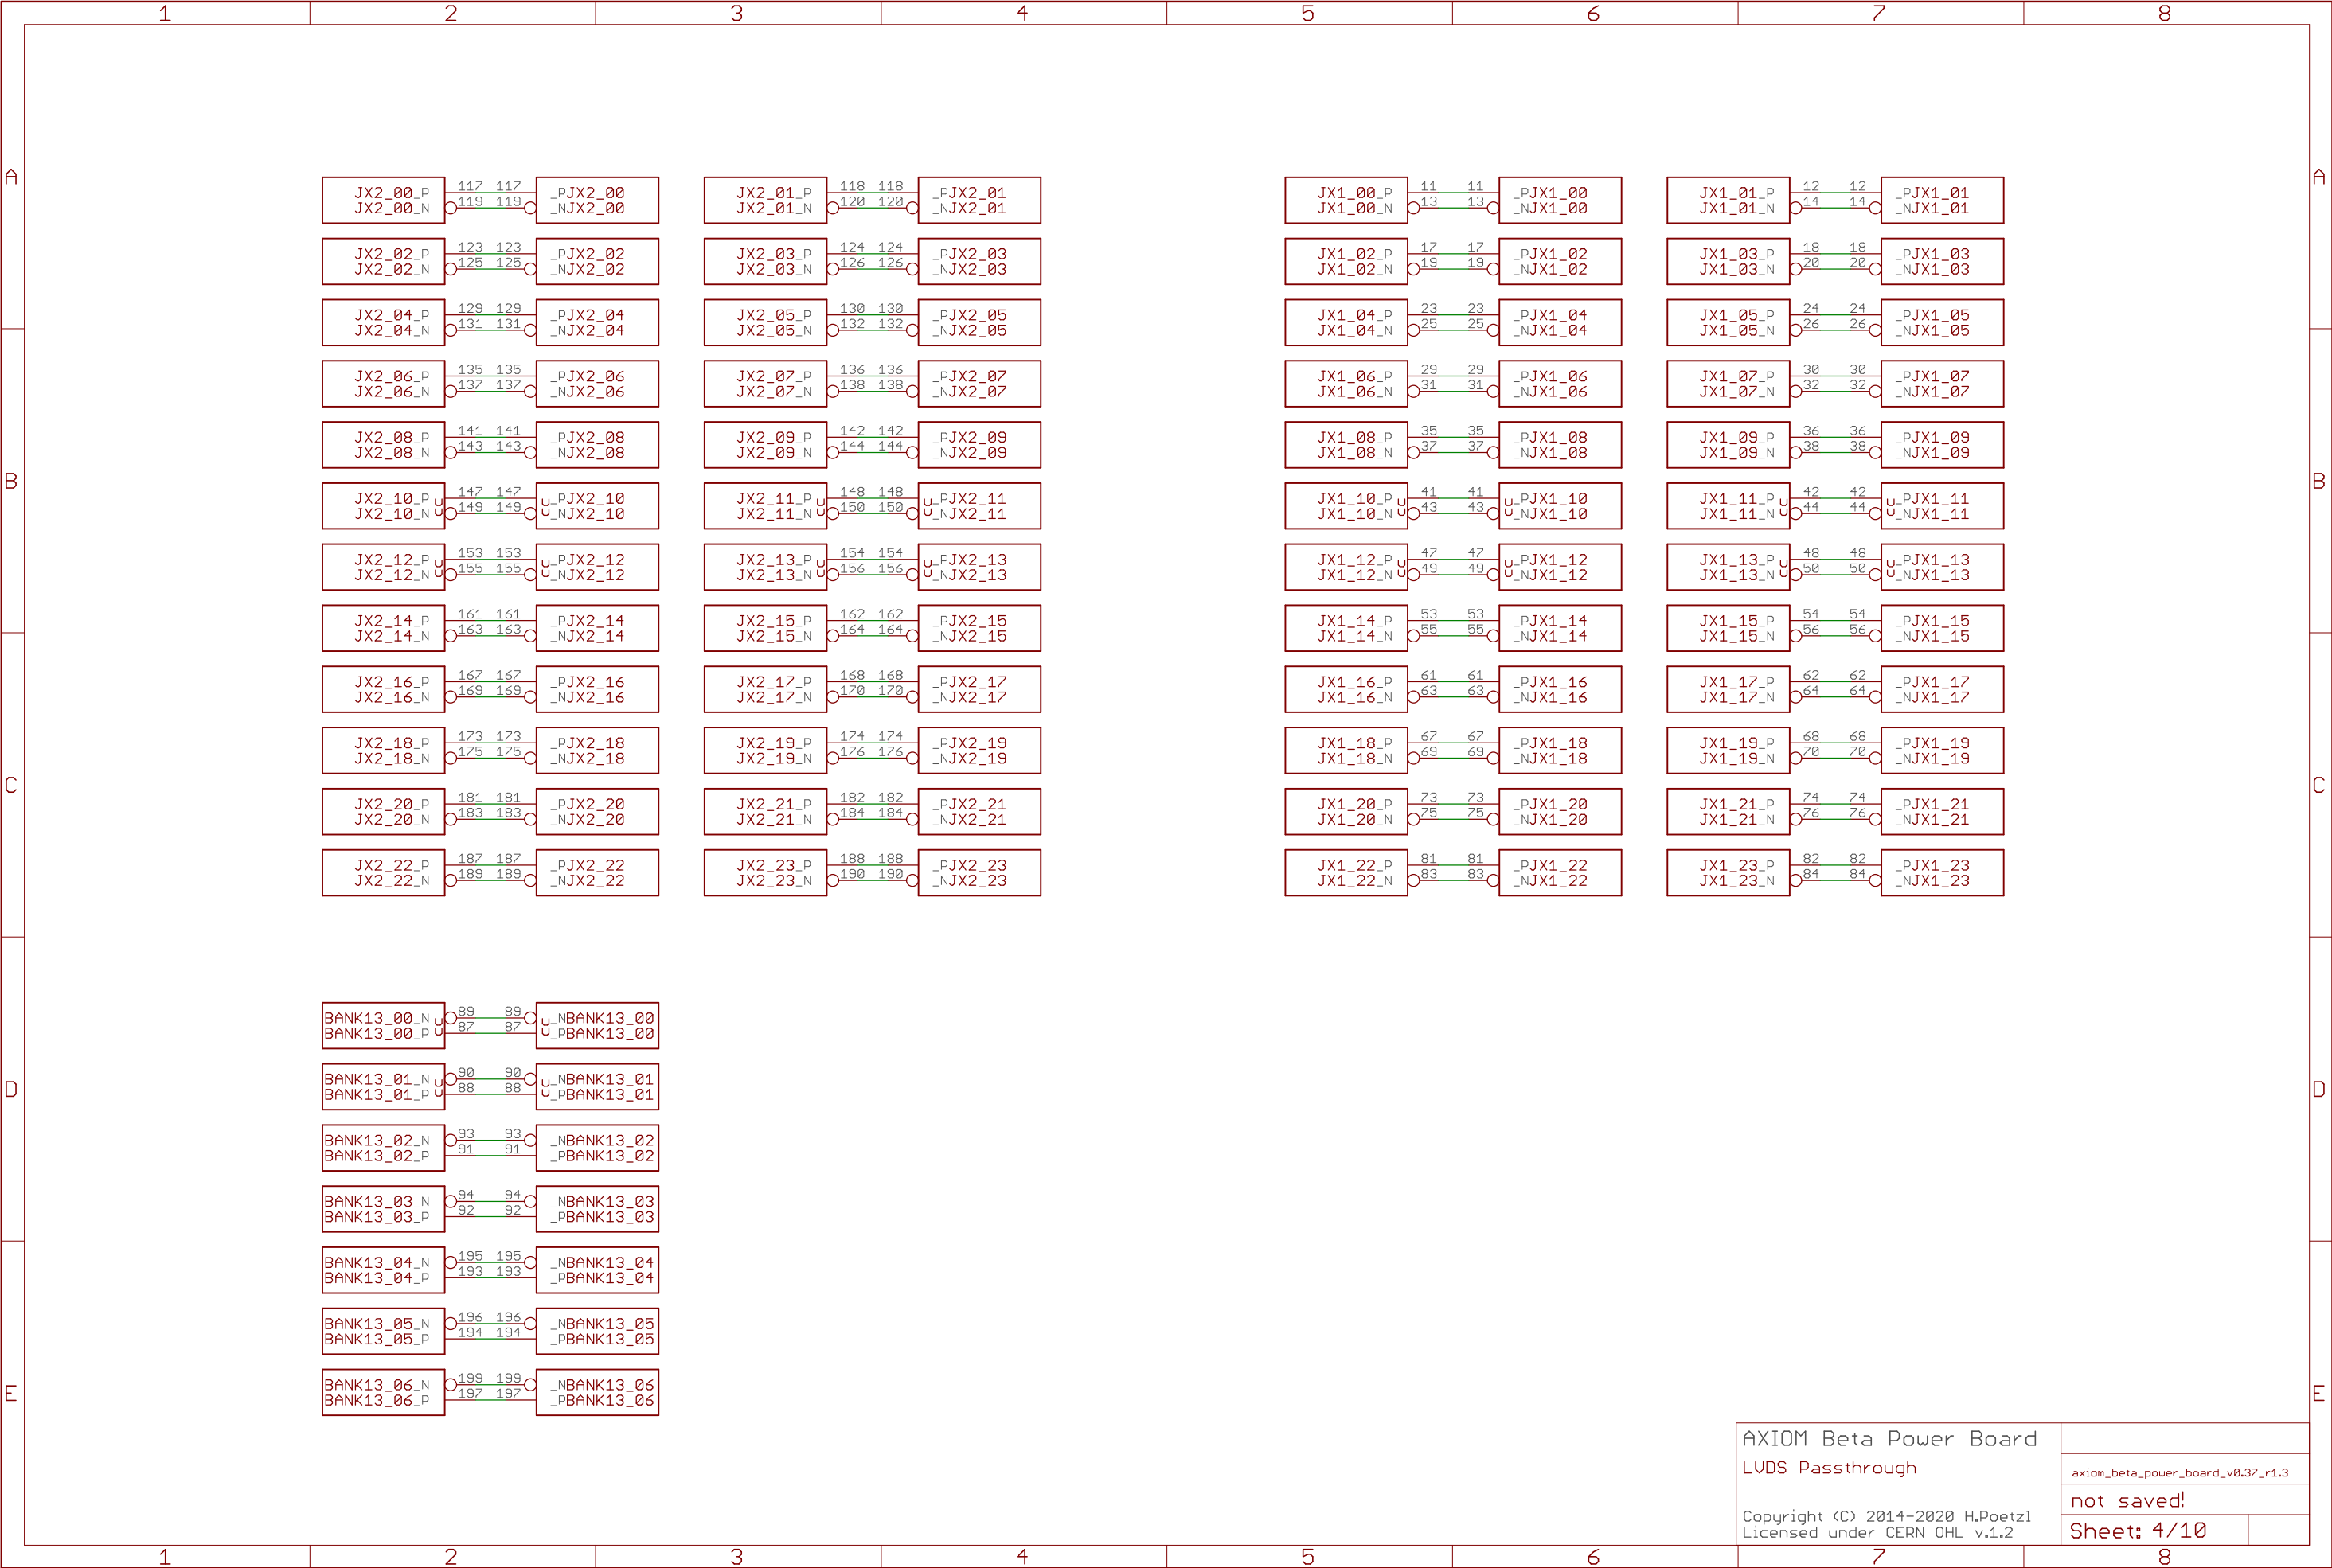 1 2 3 4 5 6 7 8
A A
JX2_00_P 117 117 _PJX2_00 JX2_01_P 118 118 _PJX2_01 JX1_00_P 11 11 _PJX1_00 JX1_01_P 12 12 _PJX1_01
JX2_00_N 119 119 _NJX2_00 JX2_01_N 120 120 _NJX2_01 JX1_00_N 13 13 _NJX1_00 JX1_01_N 14 14 _NJX1_01
JX2_02_P 123 123 _PJX2_02 JX2_03_P 124 124 _PJX2_03 JX1_02_P 17 17 _PJX1_02 JX1_03_P 18 18 _PJX1_03
JX2_02_N 125 125 _NJX2_02 JX2_03_N 126 126 _NJX2_03 JX1_02_N 19 19 _NJX1_02 JX1_03_N 20 20 _NJX1_03
JX2_04_P 129 129 _PJX2_04 JX2_05_P 130 130 _PJX2_05 JX1_04_P 23 23 _PJX1_04 JX1_05_P 24 24 _PJX1_05
JX2_04_N 131 131 _NJX2_04 JX2_05_N 132 132 _NJX2_05 JX1_04_N 25 25 _NJX1_04 JX1_05_N 26 26 _NJX1_05
JX2_06_P 135 135 _PJX2_06 JX2_07_P 136 136 _PJX2_07 JX1_06_P 29 29 _PJX1_06 JX1_07_P 30 30 _PJX1_07
JX2_06_N 137 137 _NJX2_06 JX2_07_N 138 138 _NJX2_07 JX1_06_N 31 31 _NJX1_06 JX1_07_N 32 32 _NJX1_07
JX2_08_P 141 141 _PJX2_08 JX2_09_P 142 142 _PJX2_09 JX1_08_P 35 35 _PJX1_08 JX1_09_P 36 36 _PJX1_09
JX2_08_N 143 143 _NJX2_08 JX2_09_N 144 144 _NJX2_09 JX1_08_N 37 37 _NJX1_08 JX1_09_N 38 38 _NJX1_09
B B
JX2_10_P 147 147 _PJX2_10 JX2_11_P 148 148 _PJX2_11 JX1_10_P 41 41 _PJX1_10 JX1_11_P 42 42 _PJX1_11
JX2_10_N 149 149 _NJX2_10 JX2_11_N 150 150 _NJX2_11 JX1_10_N 43 43 _NJX1_10 JX1_11_N 44 44 _NJX1_11
JX2_12_P 153 153 _PJX2_12 JX2_13_P 154 154 _PJX2_13 JX1_12_P 47 47 _PJX1_12 JX1_13_P 48 48 _PJX1_13
JX2_12_N 155 155 _NJX2_12 JX2_13_N 156 156 _NJX2_13 JX1_12_N 49 49 _NJX1_12 JX1_13_N 50 50 _NJX1_13
JX2_14_P 161 161 _PJX2_14 JX2_15_P 162 162 _PJX2_15 JX1_14_P 53 53 _PJX1_14 JX1_15_P 54 54 _PJX1_15
JX2_14_N 163 163 _NJX2_14 JX2_15_N 164 164 _NJX2_15 JX1_14_N 55 55 _NJX1_14 JX1_15_N 56 56 _NJX1_15
JX2_16_P 167 167 _PJX2_16 JX2_17_P 168 168 _PJX2_17 JX1_16_P 61 61 _PJX1_16 JX1_17_P 62 62 _PJX1_17
JX2_16_N 169 169 _NJX2_16 JX2_17_N 170 170 _NJX2_17 JX1_16_N 63 63 _NJX1_16 JX1_17_N 64 64 _NJX1_17
JX2_18_P 173 173 _PJX2_18 JX2_19_P 174 174 _PJX2_19 JX1_18_P 67 67 _PJX1_18 JX1_19_P 68 68 _PJX1_19
JX2_18_N 175 175 _NJX2_18 JX2_19_N 176 176 _NJX2_19 JX1_18_N 69 69 _NJX1_18 JX1_19_N 70 70 _NJX1_19
C C
JX2_20_P 181 181 _PJX2_20 JX2_21_P 182 182 _PJX2_21 JX1_20_P 73 73 _PJX1_20 JX1_21_P 74 74 _PJX1_21
JX2_20_N 183 183 _NJX2_20 JX2_21_N 184 184 _NJX2_21 JX1_20_N 75 75 _NJX1_20 JX1_21_N 76 76 _NJX1_21
JX2_22_P 187 187 _PJX2_22 JX2_23_P 188 188 _PJX2_23 JX1_22_P 81 81 _PJX1_22 JX1_23_P 82 82 _PJX1_23
JX2_22_N 189 189 _NJX2_22 JX2_23_N 190 190 _NJX2_23 JX1_22_N 83 83 _NJX1_22 JX1_23_N 84 84 _NJX1_23
BANK13_00_N 89 89 _NBANK13_00
BANK13_00_P 87 87 _PBANK13_00
BANK13_01_N 90 90 _NBANK13_01
D D
BANK13_01_P 88 88 _PBANK13_01
BANK13_02_N 93 93 _NBANK13_02
BANK13_02_P 91 91 _PBANK13_02
BANK13_03_N 94 94 _NBANK13_03
BANK13_03_P 92 92 _PBANK13_03
BANK13_04_N 195 195 _NBANK13_04
BANK13_04_P 193 193 _PBANK13_04
BANK13_05_N 196 196 _NBANK13_05
BANK13_05_P 194 194 _PBANK13_05
BANK13_06_N 199 199 _NBANK13_06
E E
BANK13_06_P 197 197 _PBANK13_06
AXIOM Beta Power Board
LVDS Passthrough
axiom_beta_power_board_v0.37_r1.3
not saved!
Copyright (C) 2014-2020 H.Poetzl
Licensed under CERN OHL v.1.2
Sheet: 4/10
1 2 3 4 5 6 7 8